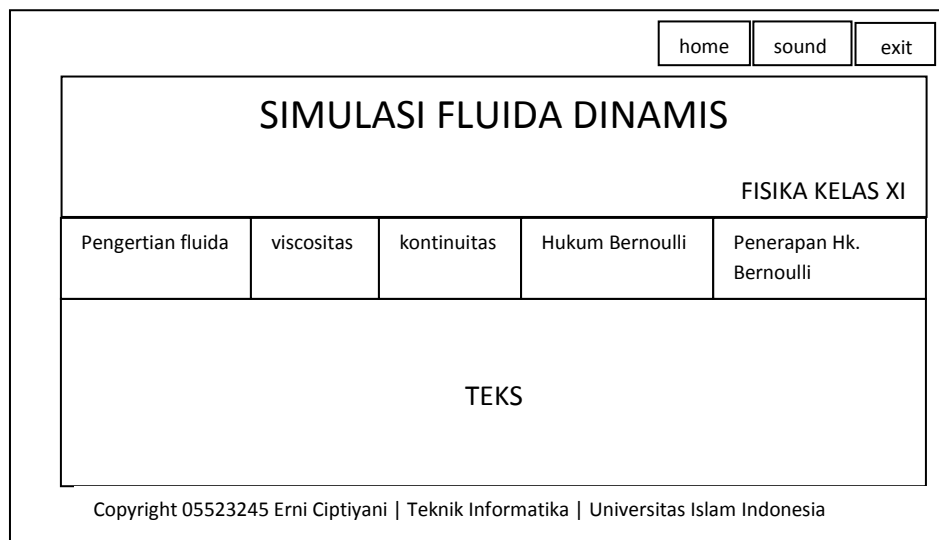 home sound exit
SIMULASI FLUIDA DINAMIS
FISIKA KELAS XI
Pengertian fluida viscositas kontinuitas Hukum Bernoulli Penerapan Hk.
Bernoulli
TEKS
Copyright 05523245 Erni Ciptiyani | Teknik Informatika | Universitas Islam Indonesia